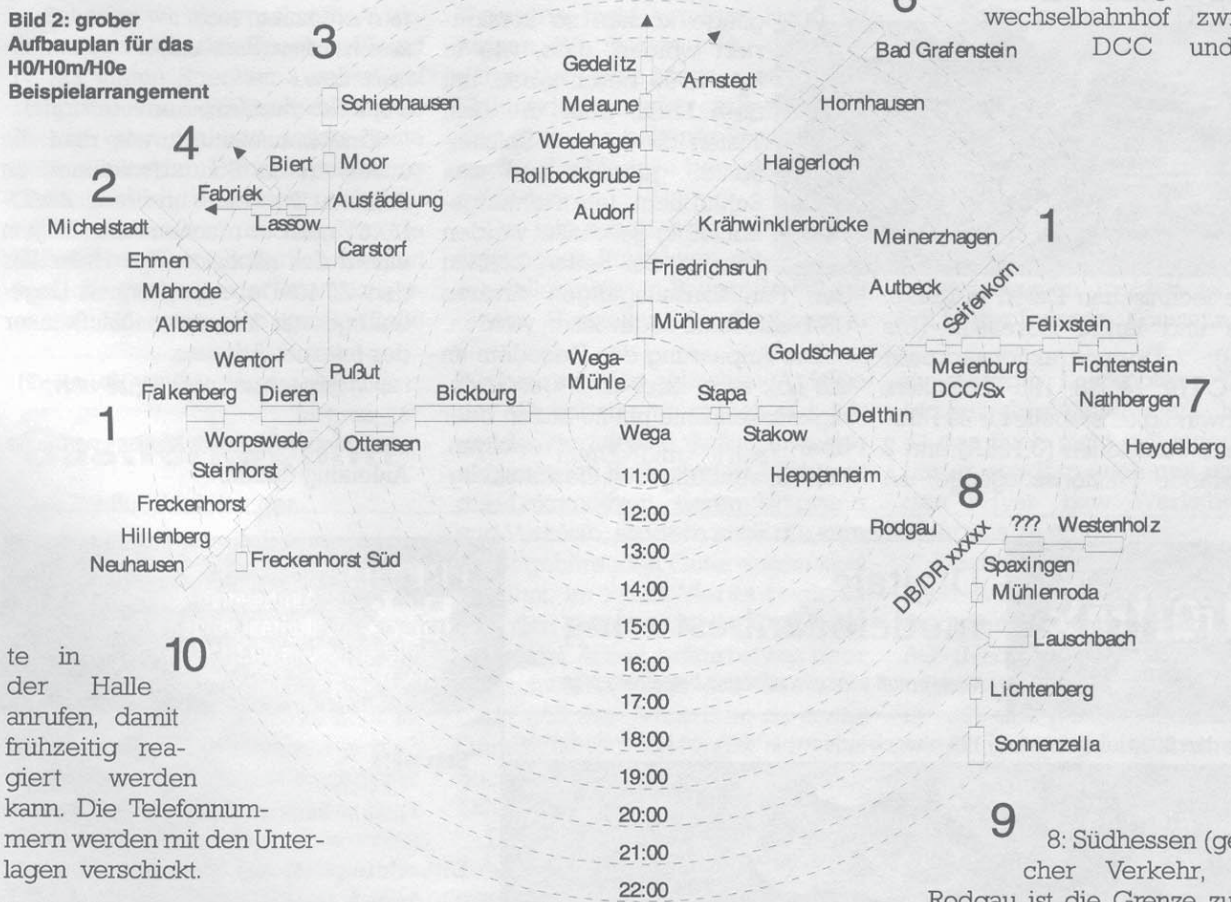 Bild 2: grober
Aufbauplan für das
H0/H0m/H0e
Beispielarrangement
wechselbahnhof
DCC und
3
Schiebhausen
4
Biert
Moor
2
Fabriek
Ausfädelung
Lassow
Michelstadt
Carstorf
Ehmen
Mahrode
Albersdorf
Wentorf
Pußut
Falkenberg
Dieren
Bickburg
1
Worpswede
Ottensen
Steinhorst
Freckenhorst
Hillenberg
Neuhausen
Freckenhorst Süd
Gedelitz
Arnstedt
Melaune
Wedehagen
Rollbockgrube
Audorf
Krähwinklerbrücke
Friedrichsruh
Mühlenrade
Wega-
Mühle
Wega
Bad Grafenstein
Hornhausen
Haigerloch
Meinerzhagen
1
Autbeck
Selfenkorn
Felixstein
Goldscheuer
Meienburg
DCC/Sx
Fichtenstein
Nathbergen
7
Stapa
Delthin
Stakow
Heydelberg
Heppenheim
8
Rodgau
???
Westenholz
DB/DR xxxxx
Spaxingen
Mühlenroda
Lauschbach
Lichtenberg
Sonnenzella
11:00
12:00
13:00
14:00
15:00
16:00
17:00
18:00
19:00
20:00
21:00
22:00
10
te in
der Halle
anrufen, damit
frühzeitig rea-
giert werden
kann. Die Telefonnum-
mern werden mit den Unter-
lagen verschickt.
9
8: Südhessen
cher Verkehr,
Rodgau ist die Grenze